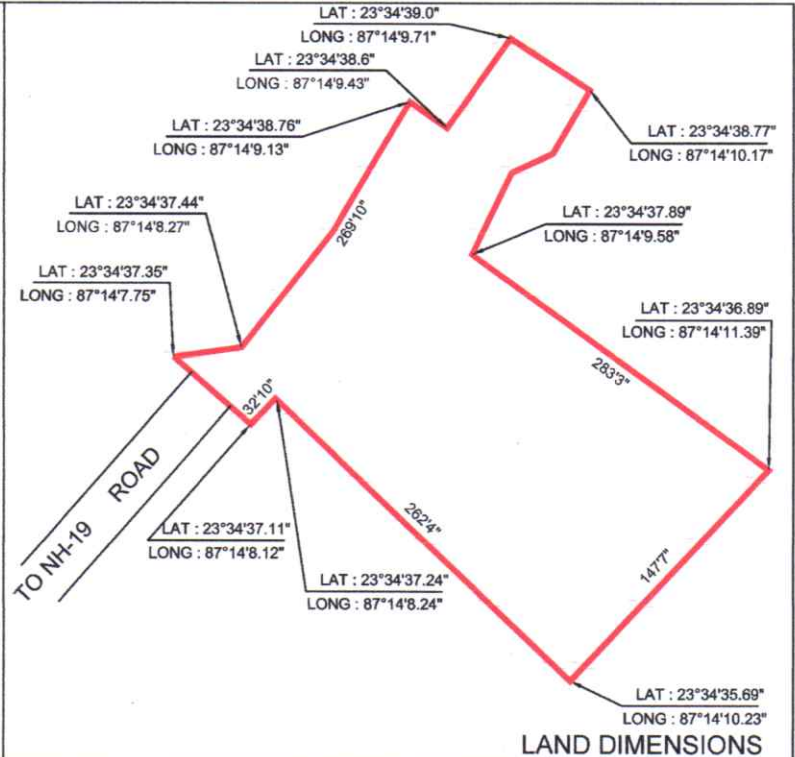 LAT : 23°34'39.0"
LONG : 87°14'9.71"
LAT : 23°34'38.6"
LONG : 87°14'9.43"
LAT : 23°34'38.76"
LONG : 87°14'9.13"
LAT : 23°34'38.77"
LONG : 87°14'10.17"
LAT : 23°34'37.44"
LONG : 87°14'8.27"
269'10"
LAT : 23°34'37.89"
LONG : 87°14'9.58"
LAT : 23°34'37.35"
LONG : 87°14'7.75"
LAT : 23°34'36.89"
LONG : 87°14'11.39"
283'3"
32'10"
TO NH-19 ROAD
LAT : 23°34'37.11"
LONG : 87°14'8.12"
262'4"
LAT : 23°34'37.24"
LONG : 87°14'8.24"
147'7"
LAT : 23°34'35.69"
LONG : 87°14'10.23"
LAND DIMENSIONS